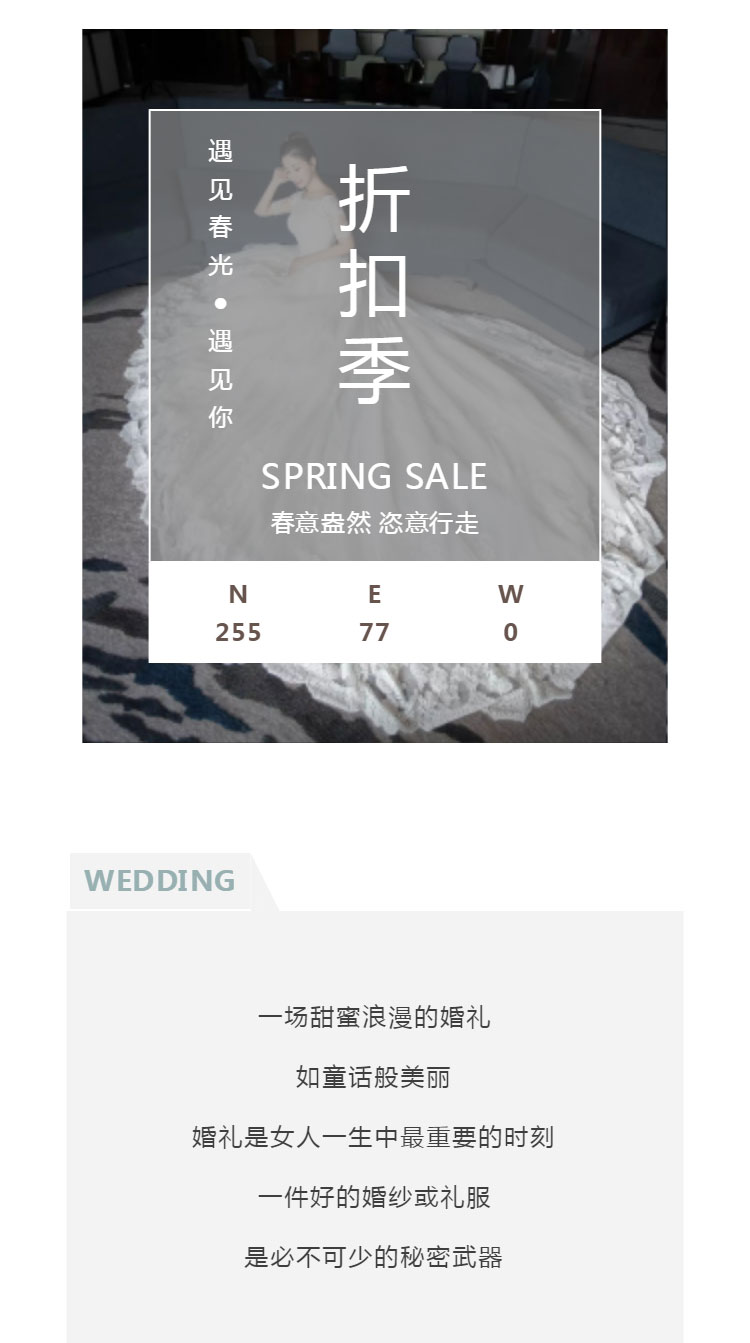 遇见春光•遇见你
折扣季
SPRING SALE
春意盎然 恣意行走
N E W
255 77 0
WEDDING
一场甜蜜浪漫的婚礼
如童话般美丽
婚礼是女人一生中最重要的时刻
一件好的婚纱或礼服
是必不可少的秘密武器